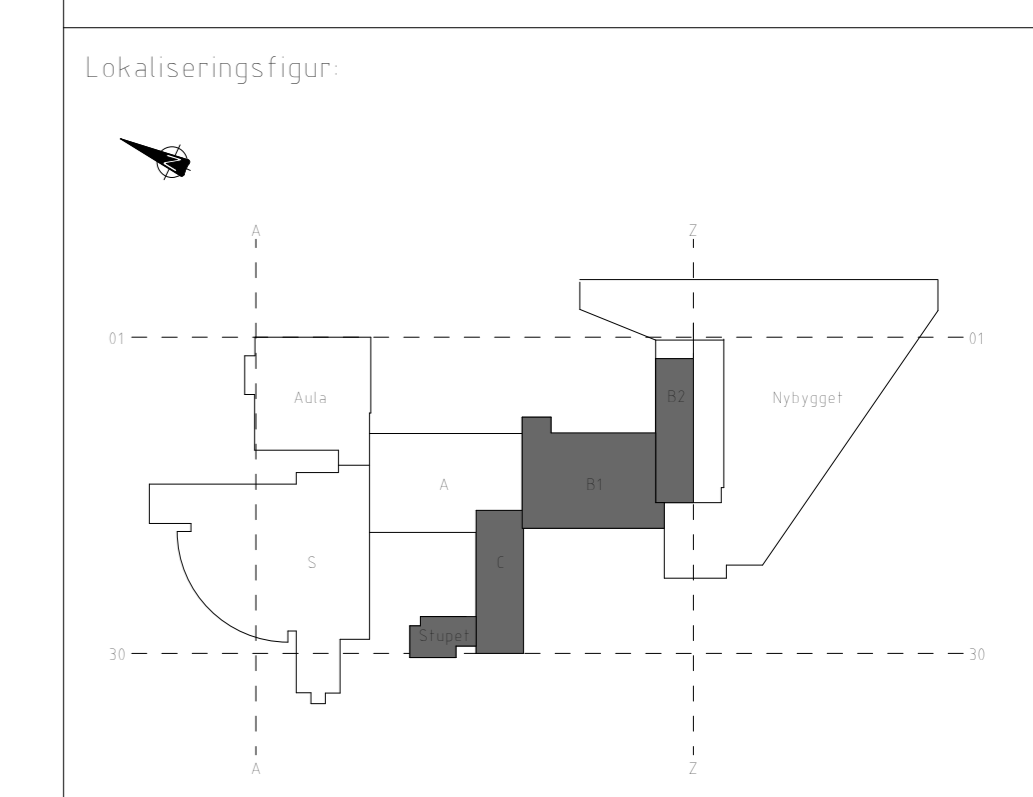 Lokaliseringsfigur:
N
A Z
01 01
Aula B2 Nybygget
A B1
S C
Stupet
30 30
A Z